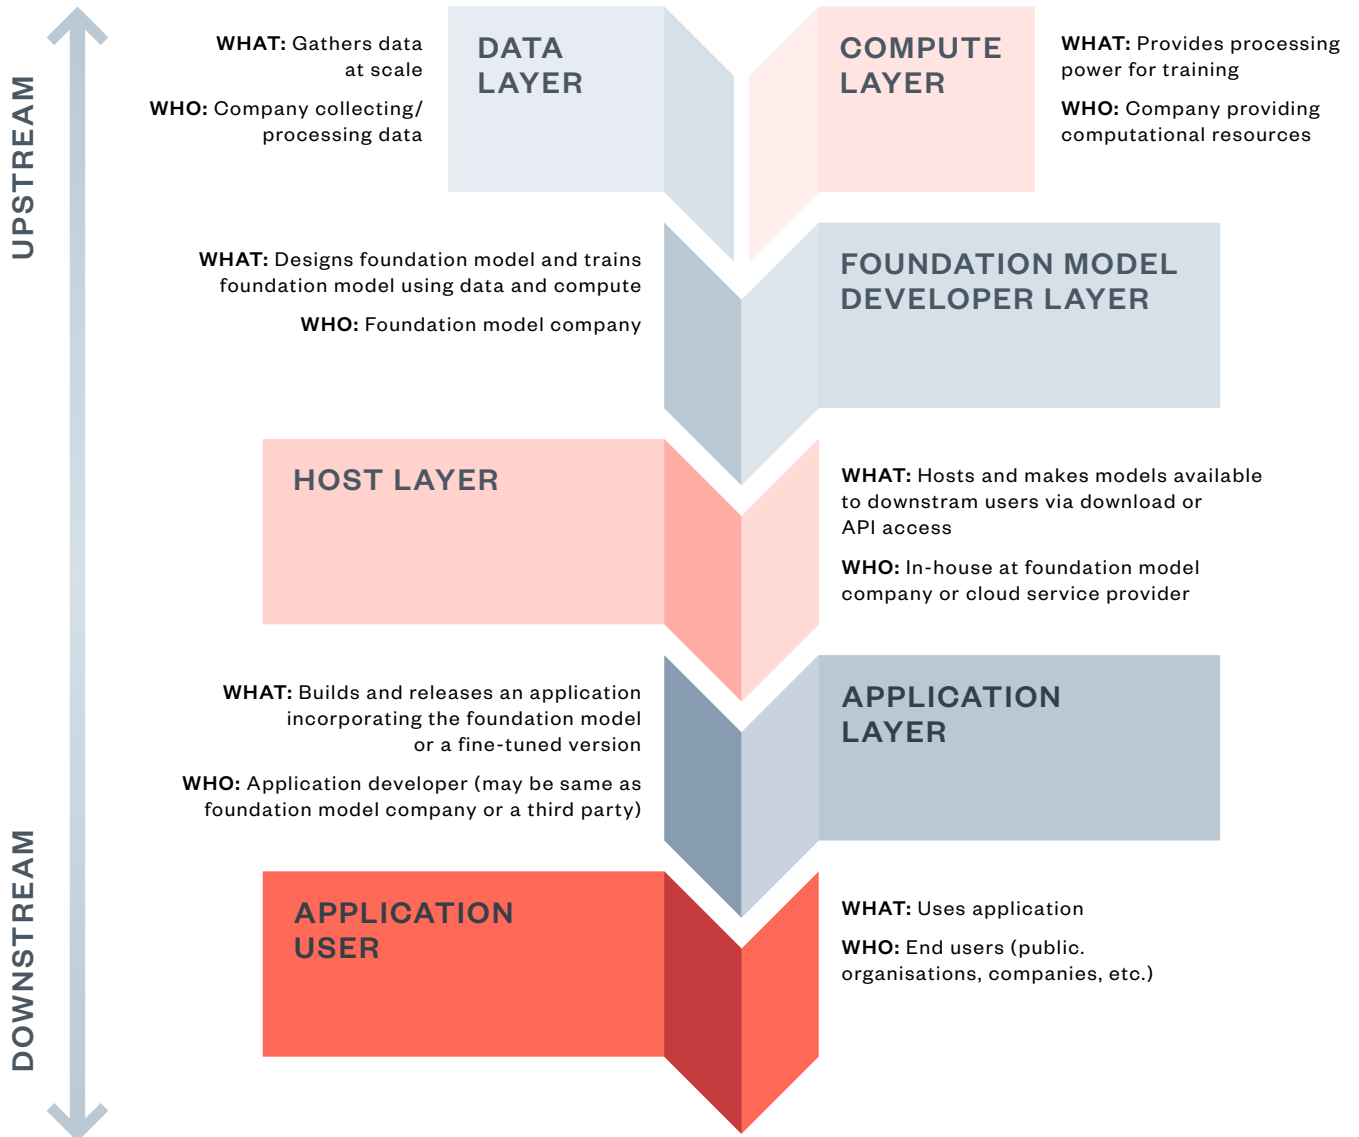 UPSTREAM
WHAT: Gathers data
at scale
WHO: Company collecting/
processing data
DATA
LAYER
COMPUTE
LAYER
WHAT: Provides processing
power for training
WHO: Company providing
computational resources
WHAT: Designs foundation model and trains
foundation model using data and compute
WHO: Foundation model company
FOUNDATION MODEL
DEVELOPER LAYER
HOST LAYER
WHAT: Hosts and makes models available
to downstram users via download or
API access
WHO: In-house at foundation model
company or cloud service provider
WHAT: Builds and releases an application
incorporating the foundation model
or a fine-tuned version
WHO: Application developer (may be same as
foundation model company or a third party)
APPLICATION
LAYER
DOWNSTREAM
APPLICATION
USER
WHAT: Uses application
WHO: End users (public.
organisations, companies, etc.)